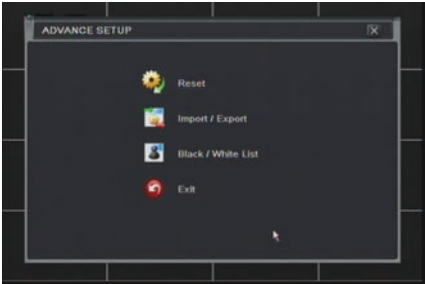 ADVANCE SETUP
Reset
Import / Export
Black / White List
Exit